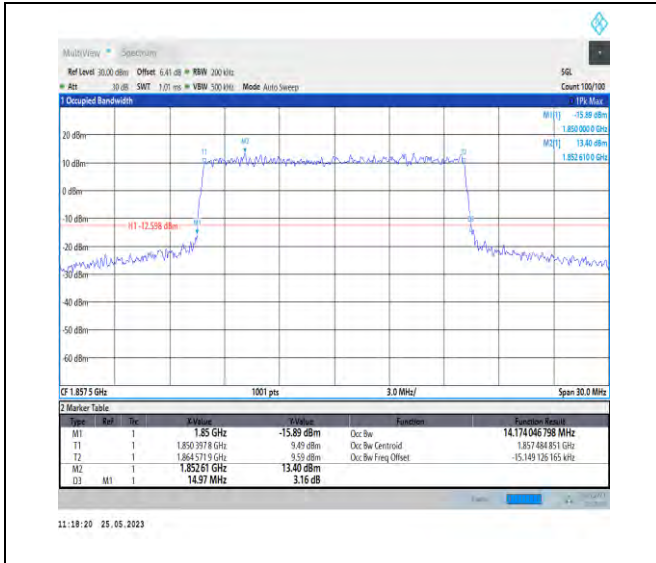 MultiView Spectrum
Ref Level 30.00 dBm Offset 6.41 dB RBW 200 kHz SGL
Att 30 dB SWT 1.01 ms VBW 500 kHz Mode Auto Sweep Count 100/100
1 Occupied Bandwidth 1Pk Max
M1[1] -15.89 dBm
1.850 000 0 GHz
M2[1] 13.40 dBm
1.852 610 0 GHz
20 dBm
M2
T1 T2
10 dBm
0 dBm
-10 dBm
H1 -12.598 dBm M1 D3
-20 dBm
-30 dBm
-40 dBm
-50 dBm
-60 dBm
CF 1.857 5 GHz 1001 pts 3.0 MHz/ Span 30.0 MHz
2 Marker Table
Type Ref Trc X-Value Y-Value Function Function Result
M1 1 1.85 GHz -15.89 dBm Occ Bw 14.174 046 798 MHz
T1 1 1.850 397 8 GHz 9.49 dBm Occ Bw Centroid 1.857 484 851 GHz
T2 1 1.864 571 9 GHz 9.59 dBm Occ Bw Freq Offset -15.149 126 165 kHz
M2 1 1.85261 GHz 13.40 dBm
D3 M1 1 14.97 MHz 3.16 dB
11:18:20 25.05.2023